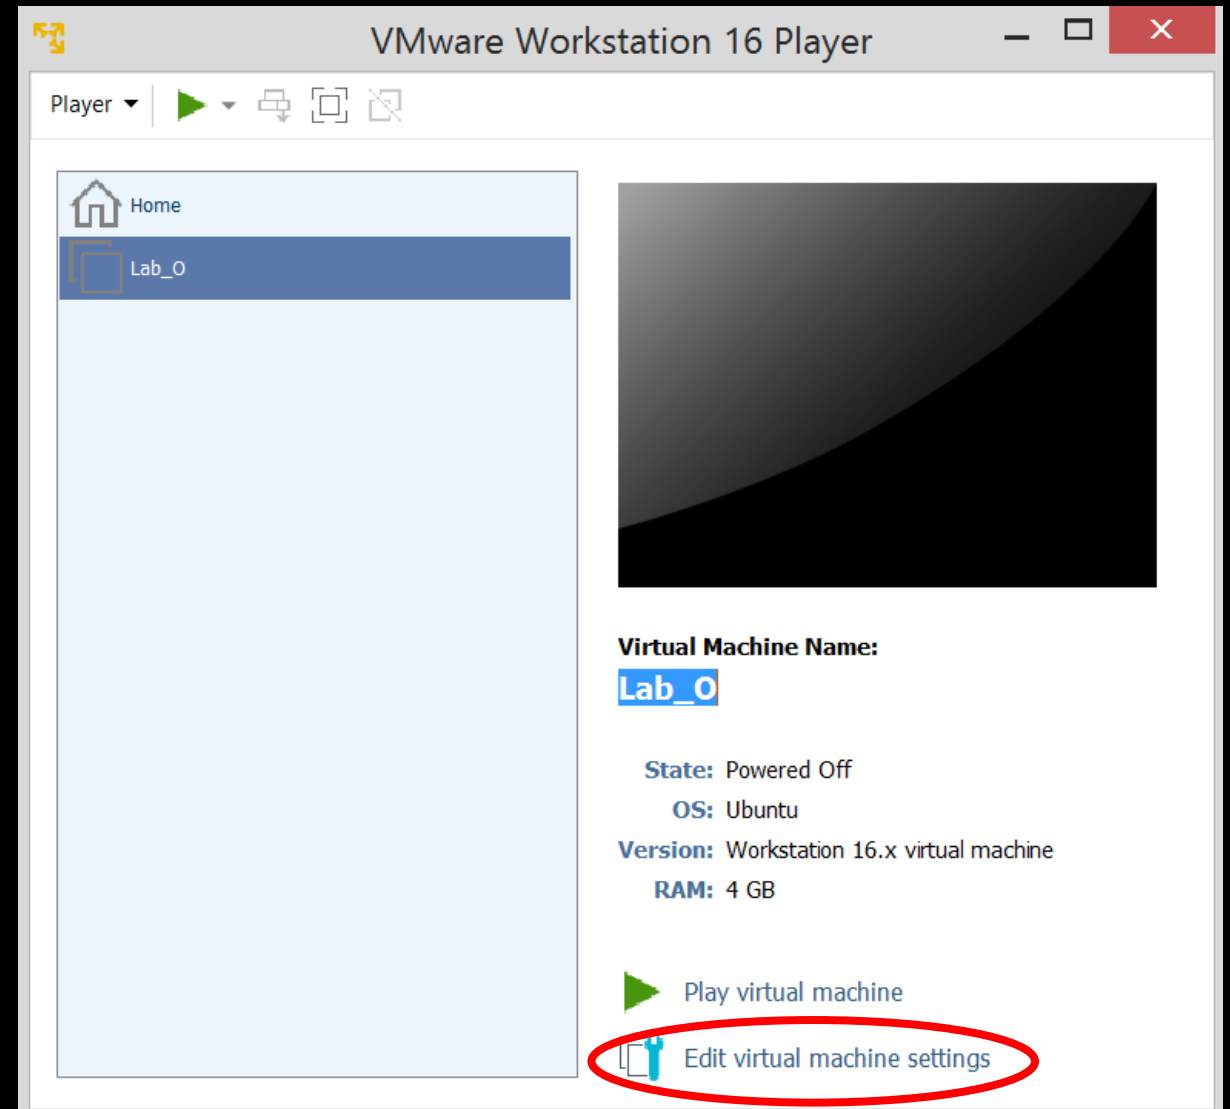 VMware Workstation 16 Player
Player
Home
Lab_O
Virtual Machine Name:
Lab_O
State: Powered Off
OS: Ubuntu
Version: Workstation 16.x virtual machine
RAM: 4 GB
Play virtual machine
Edit virtual machine settings